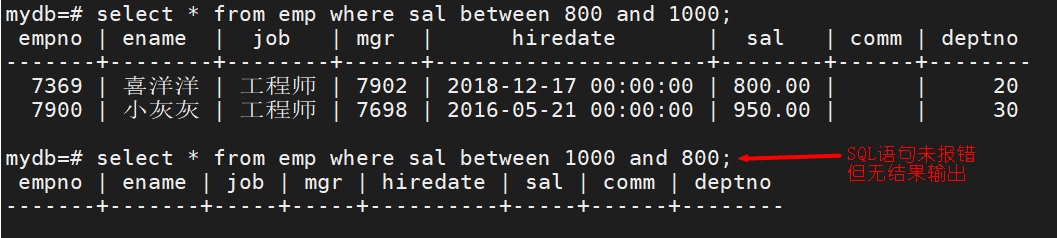 mydb=# select * from emp where sal between 800 and 1000;
empno | ename | job | mgr | hiredate | sal | comm | deptno
-------+--------+--------+------+---------------------+--------+------+--------
7369 | 喜洋洋 | 工程师 | 7902 | 2018-12-17 00:00:00 | 800.00 | | 20
7900 | 小灰灰 | 工程师 | 7698 | 2016-05-21 00:00:00 | 950.00 | | 30
mydb=# select * from emp where sal between 1000 and 800;
SQL语句未报错
但无结果输出
empno | ename | job | mgr | hiredate | sal | comm | deptno
-------+-------+-----+-----+----------+-----+------+--------